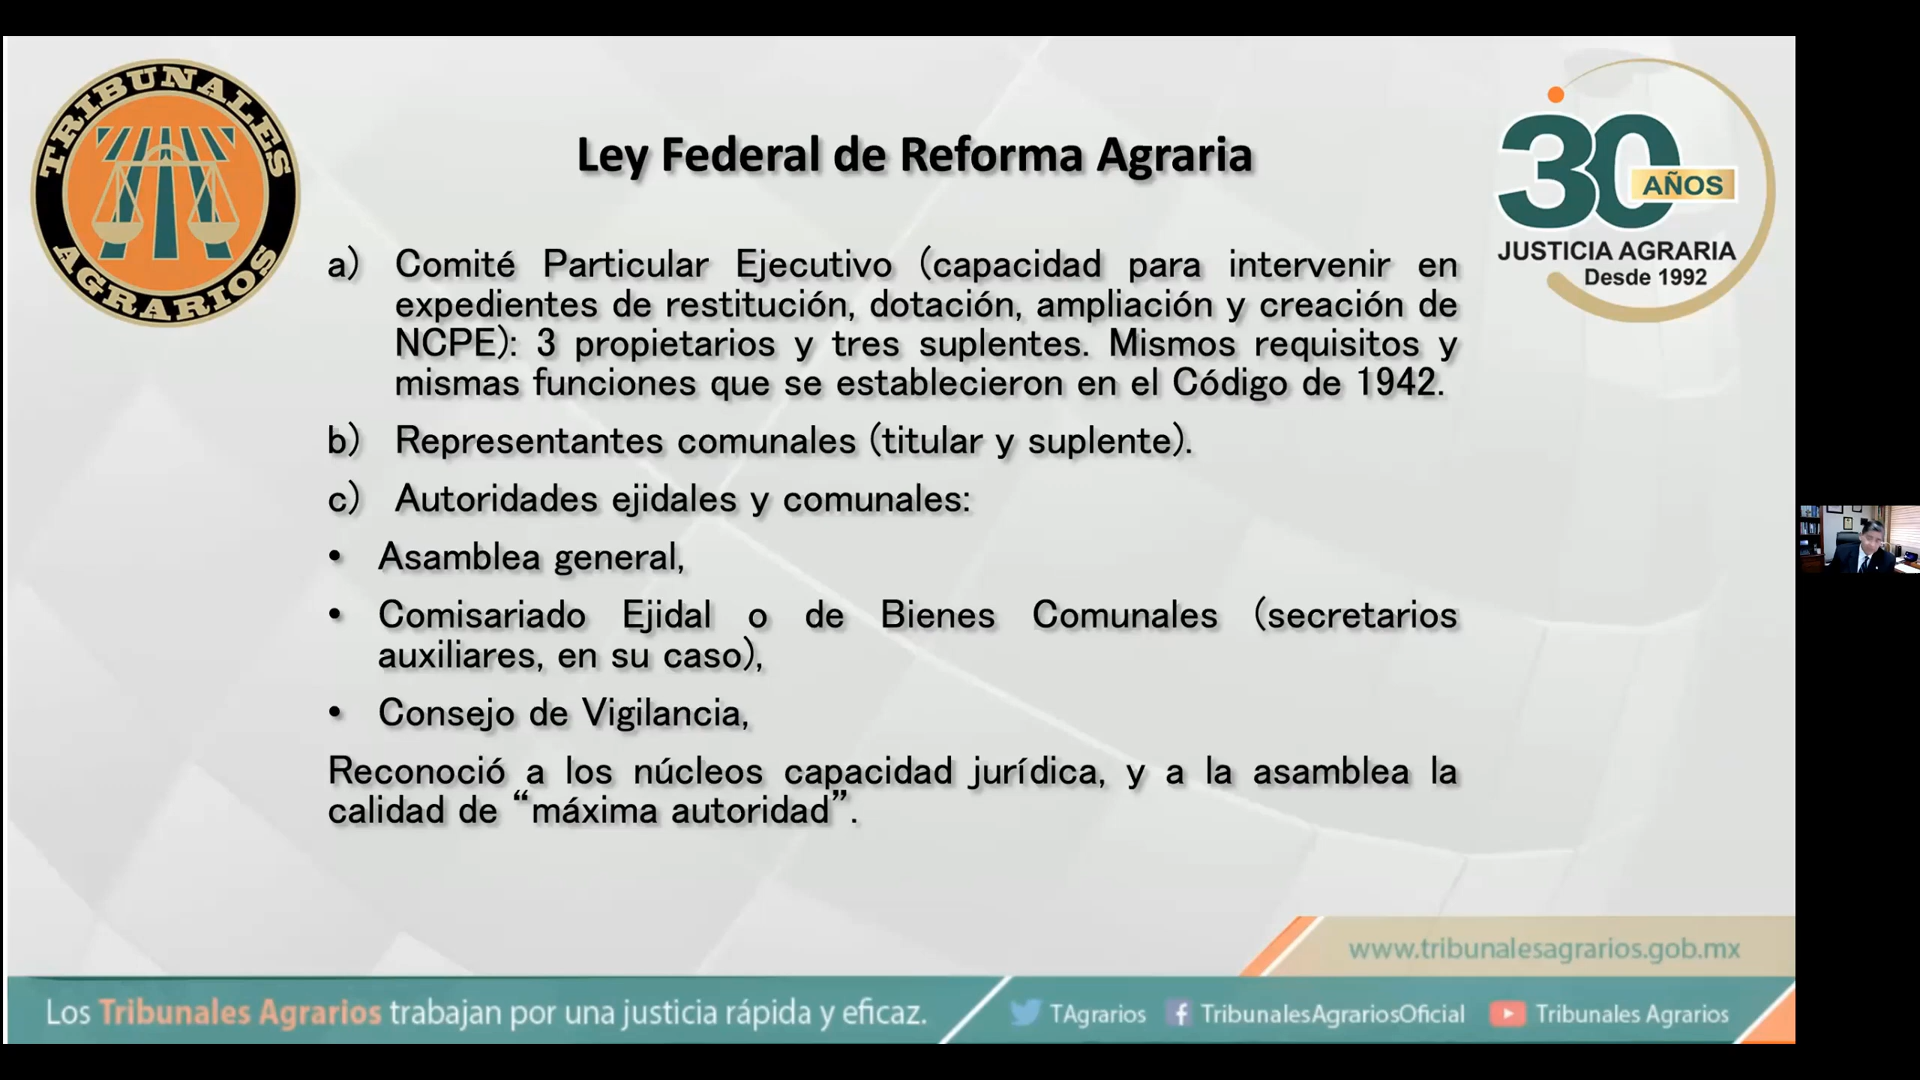 TRIBUNALES
AGRARIOS
Ley Federal de Reforma Agraria
30
AÑOS
JUSTICIA AGRARIA
Desde 1992
a) Comité Particular Ejecutivo (capacidad para intervenir en
expedientes de restitución, dotación, ampliación y creación de
NCPE): 3 propietarios y tres suplentes. Mismos requisitos y
mismas funciones que se establecieron en el Código de 1942.
b) Representantes comunales (titular y suplente).
c) Autoridades ejidales y comunales:
• Asamblea general,
• Comisariado Ejidal o de Bienes Comunales (secretarios
auxiliares, en su caso),
• Consejo de Vigilancia,
Reconoció a los núcleos capacidad jurídica, y a la asamblea la
calidad de “máxima autoridad”.
www.tribunalesagrarios.gob.mx
Los Tribunales Agrarios trabajan por una justicia rápida y eficaz.
TAgrarios
TribunalesAgrariosOficial
Tribunales Agrarios